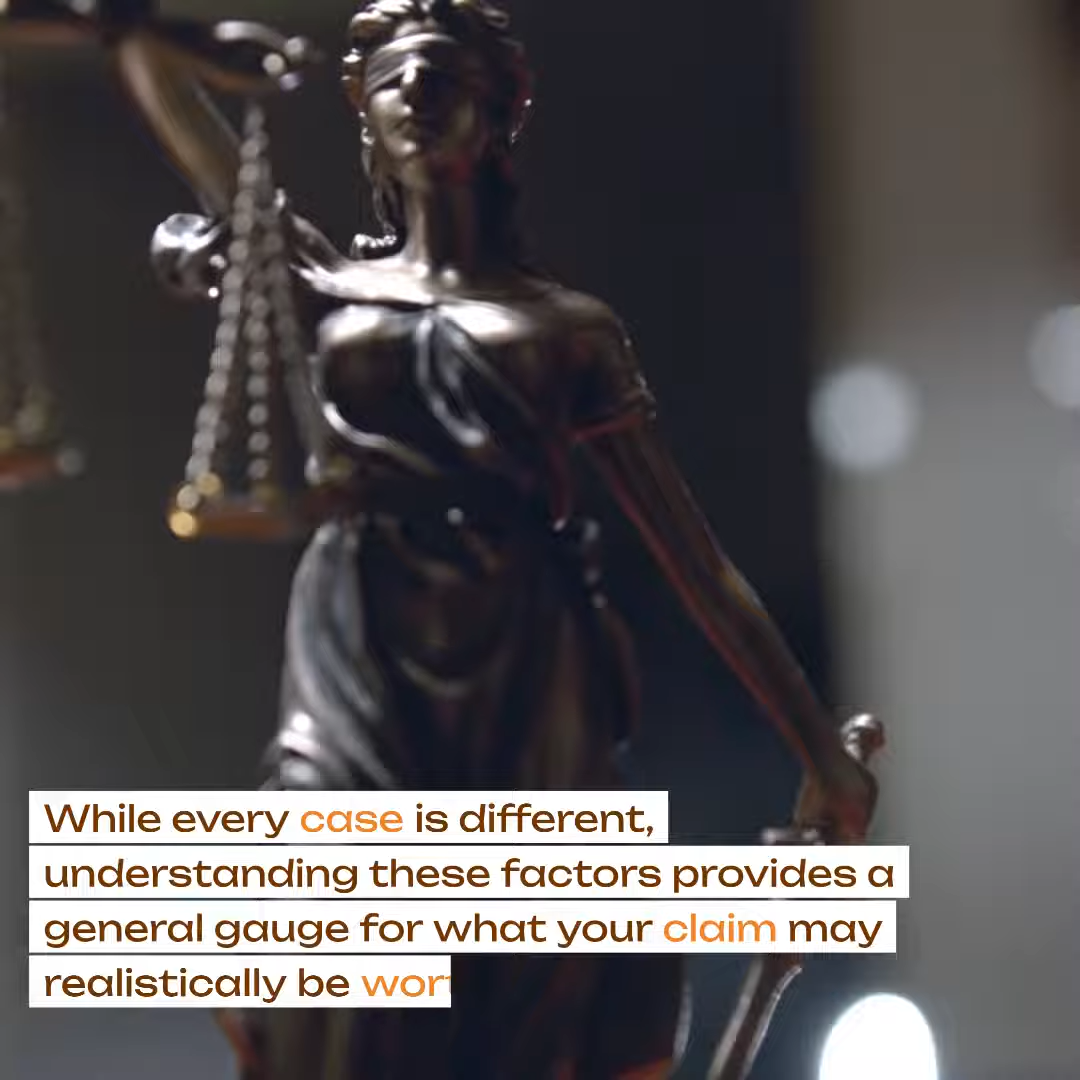 While every case is different,
understanding these factors provides a
general gauge for what your claim may
realistically be wor